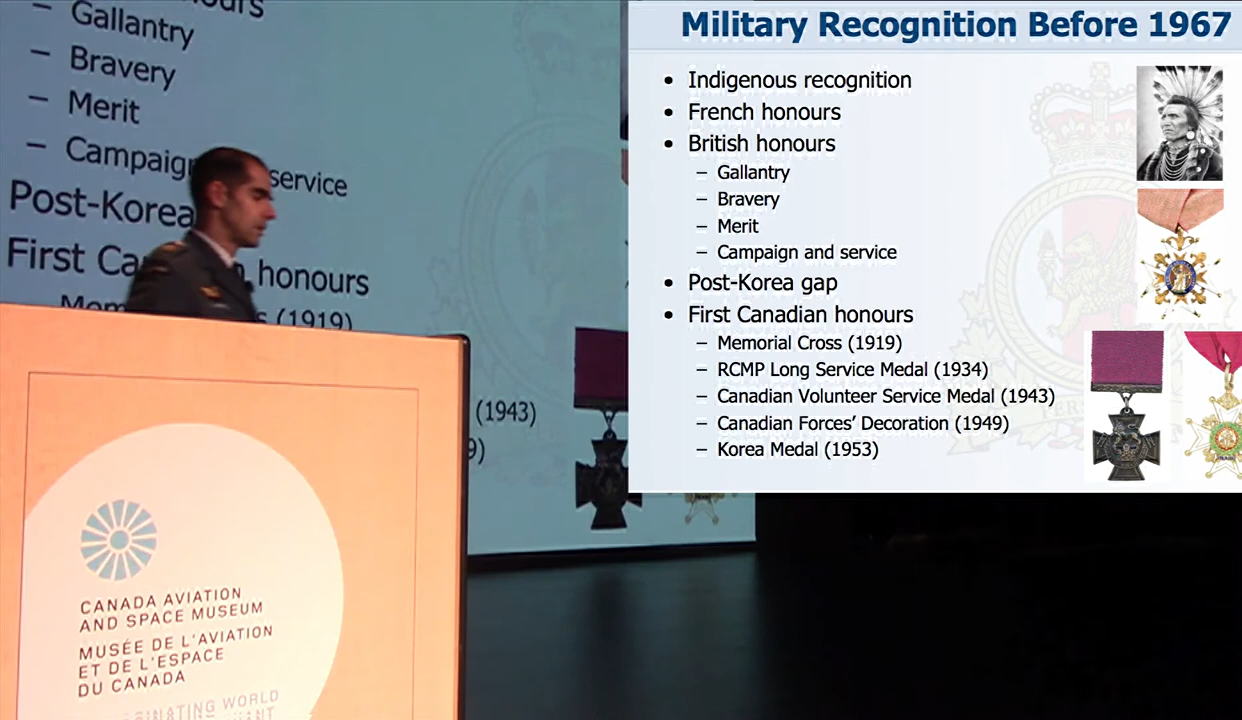 Gallantry
– Bravery
– Merit
– Campaig service
Post-Korea
First Ca honours
(1919)
(1943)
Military Recognition Before 1967
• Indigenous recognition
• French honours
• British honours
– Gallantry
– Bravery
– Merit
– Campaign and service
• Post-Korea gap
• First Canadian honours
– Memorial Cross (1919)
– RCMP Long Service Medal (1934)
– Canadian Volunteer Service Medal (1943)
– Canadian Forces’ Decoration (1949)
– Korea Medal (1953)
CANADA AVIATION
AND SPACE MUSEUM
MUSÉE DE L'AVIATION
ET DE L'ESPACE
DU CANADA
WORLD